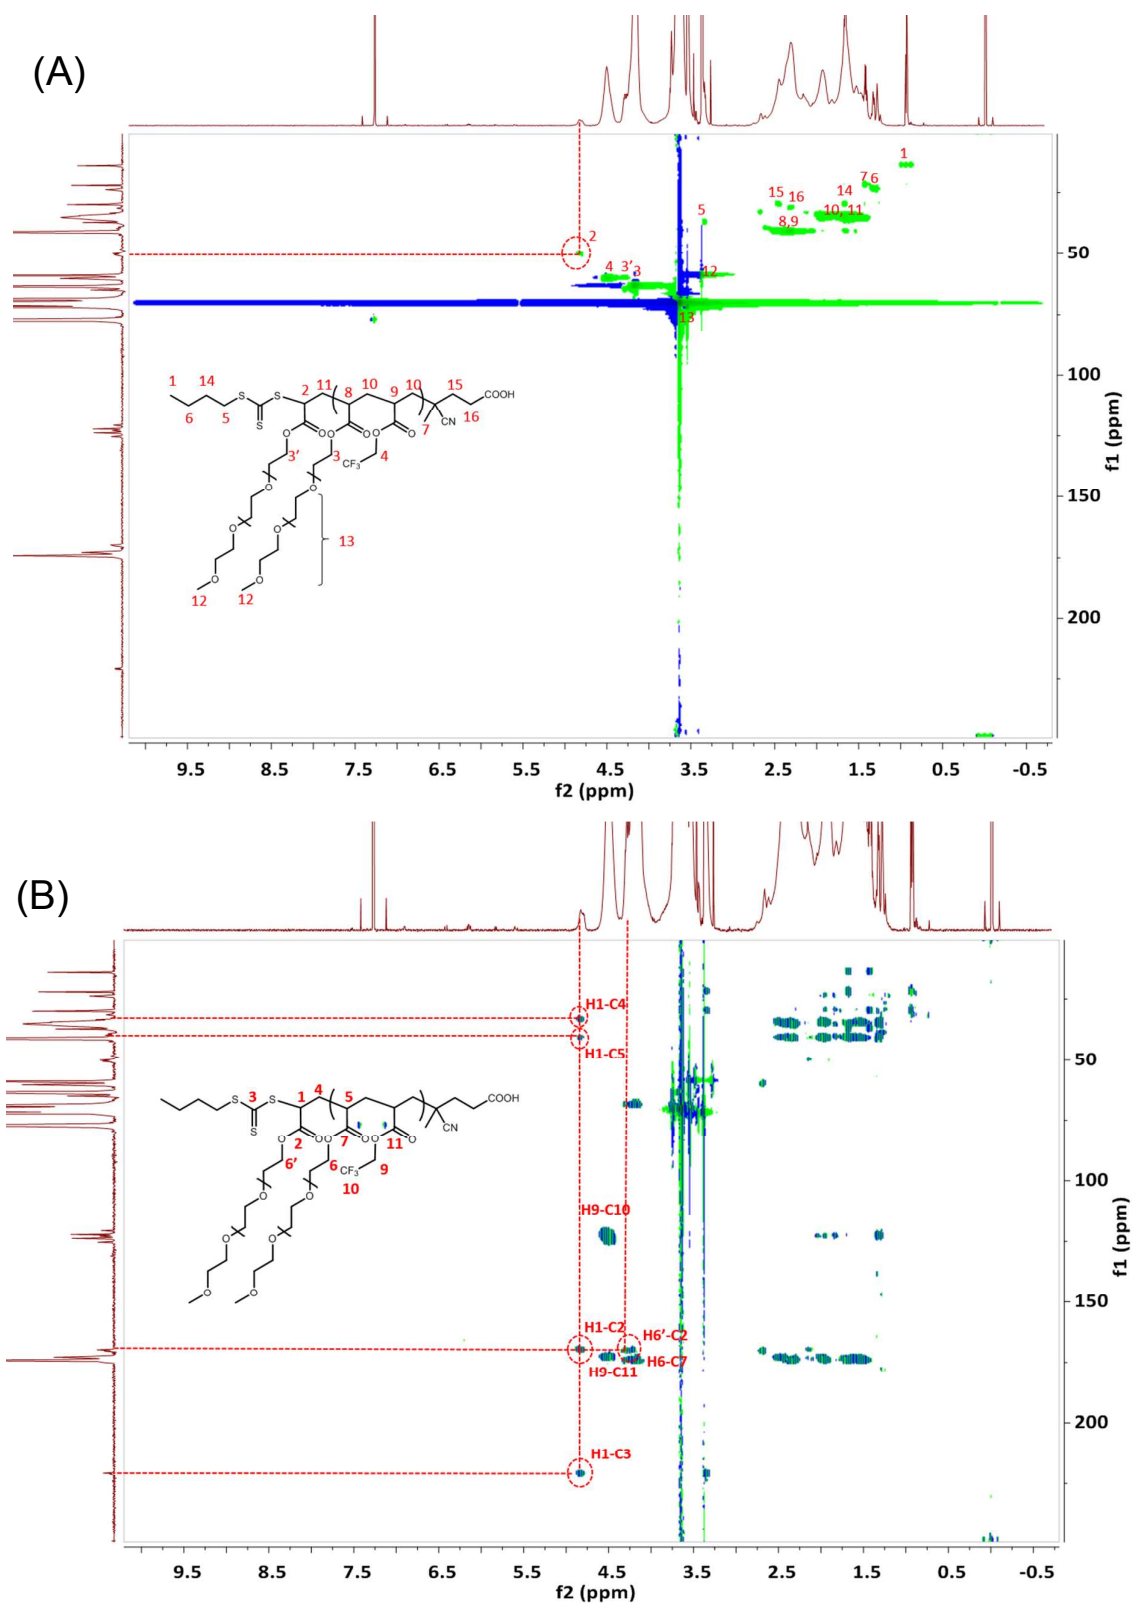 (A)
1
7 6
15
16
14
10, 11
8,9
5
2
4 3' 3
12
13
50
100
150
200
f1 (ppm)
1 14 11 10 10 15
S S 2 8 9 COOH
6 5 S 16
O O O O O O 7 CN
3' 3 CF3 4
O O
O O
13
O O
12 12
9.5 8.5 7.5 6.5 5.5 4.5 3.5 2.5 1.5 0.5 -0.5
f2 (ppm)
(B)
H1-C4
H1-C5
50
4
S 3 S 1 5 COOH
S
O O O O O O CN
2 7 11
6' 6 CF3 9
10
O O
O O
O O
H9-C10
H1-C2
H6'-C2
H6-C7
H9-C11
H1-C3
100
150
200
f1 (ppm)
9.5 8.5 7.5 6.5 5.5 4.5 3.5 2.5 1.5 0.5 -0.5
f2 (ppm)